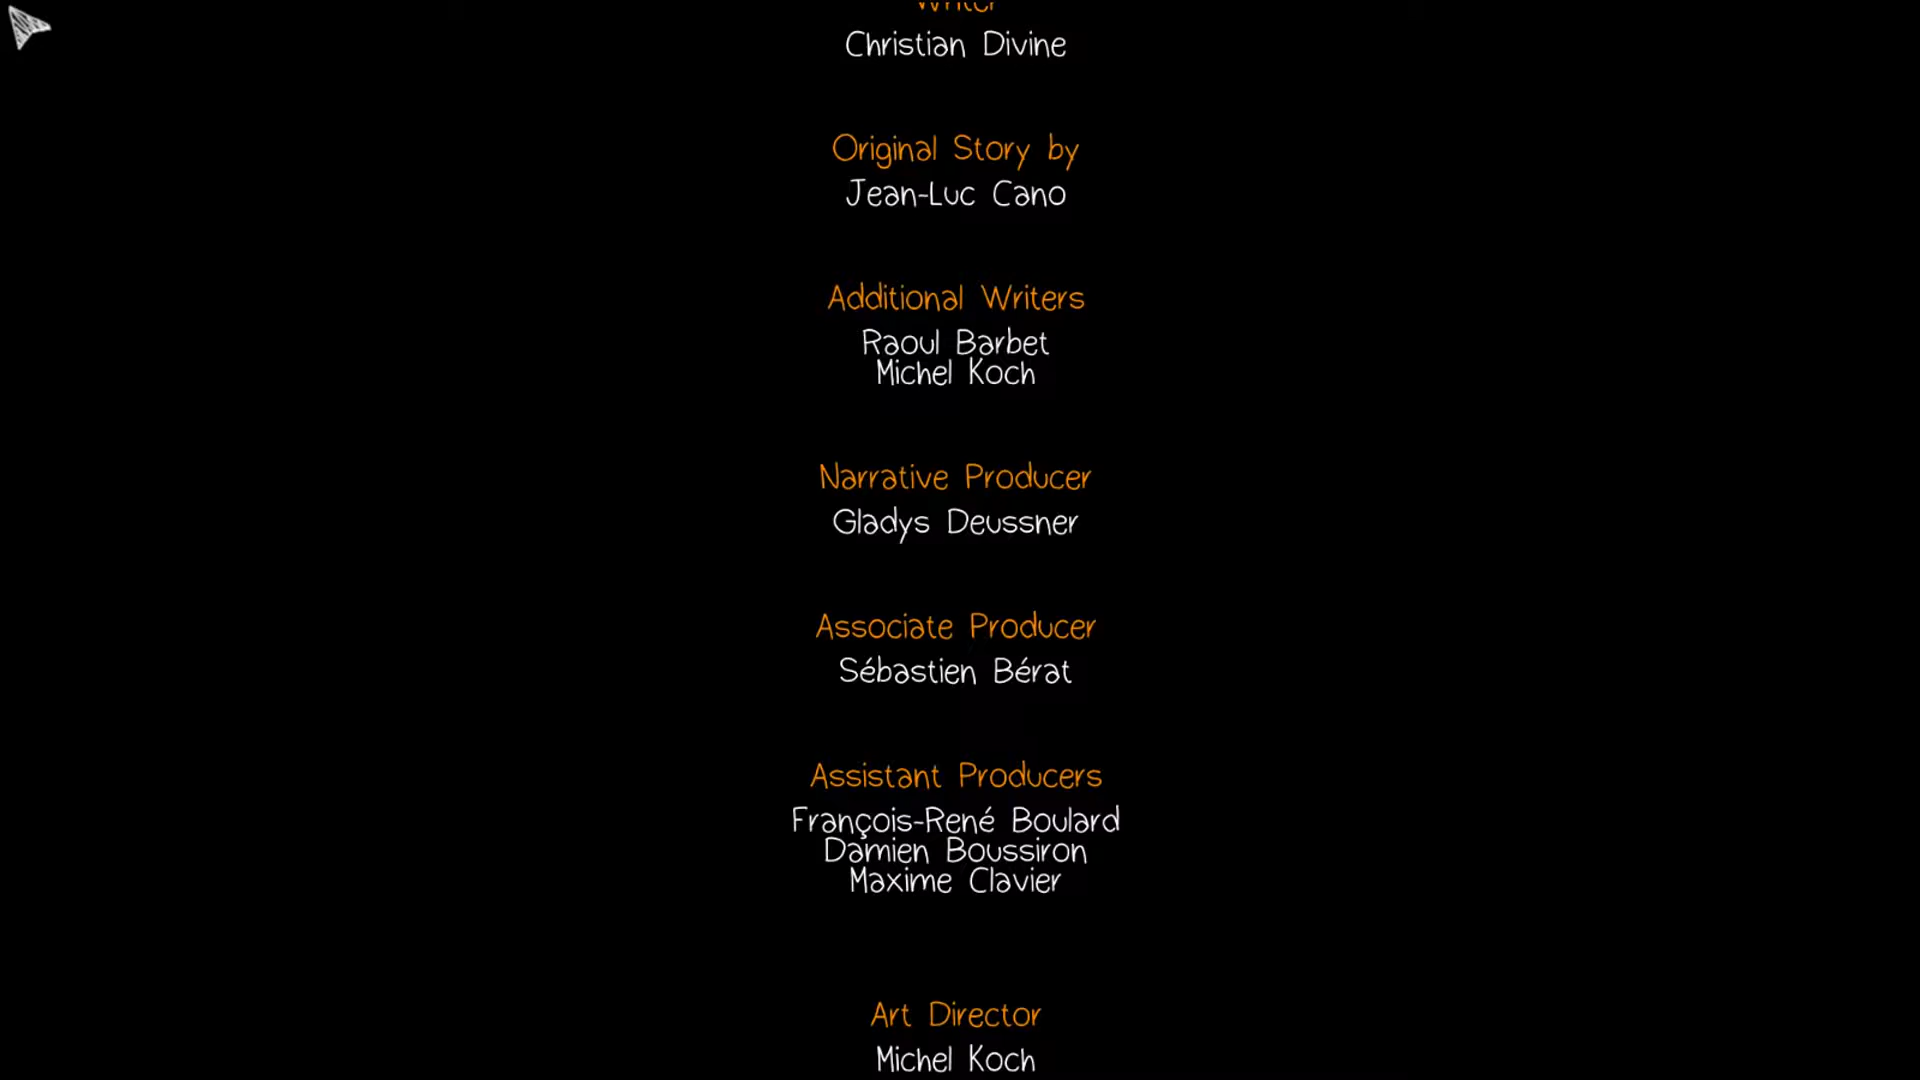 Writer
Christian Divine
Original Story by
Jean-Luc Cano
Additional Writers
Raoul Barbet
Michel Koch
Narrative Producer
Gladys Deussner
Associate Producer
Sébastien Bérat
Assistant Producers
François-René Boulard
Damien Boussiron
Maxime Clavier
Art Director
Michel Koch